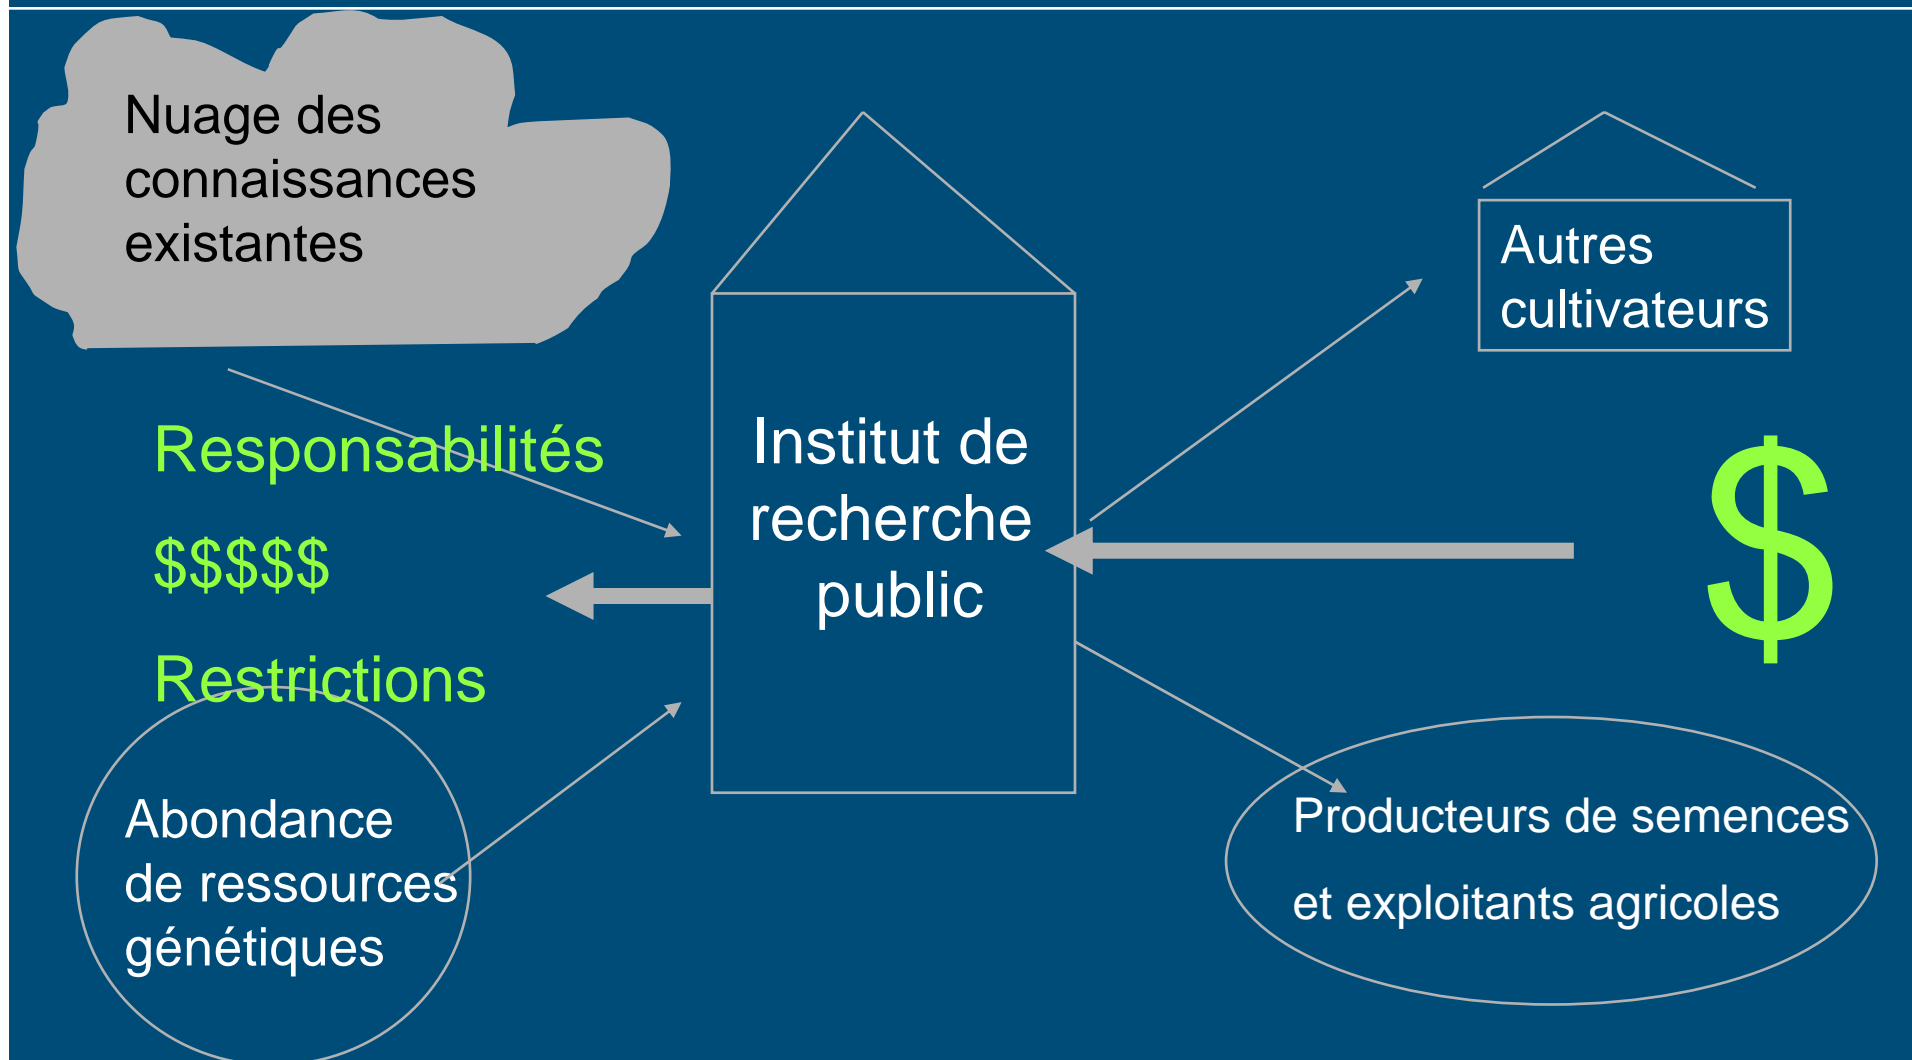 Nuage des
connaissances
existantes
Responsabilités
$$$$$
Restrictions
Abondance
de ressources
génétiques
Institut de
recherche
public
Autres
cultivateurs
$
Producteurs de semences
et exploitants agricoles